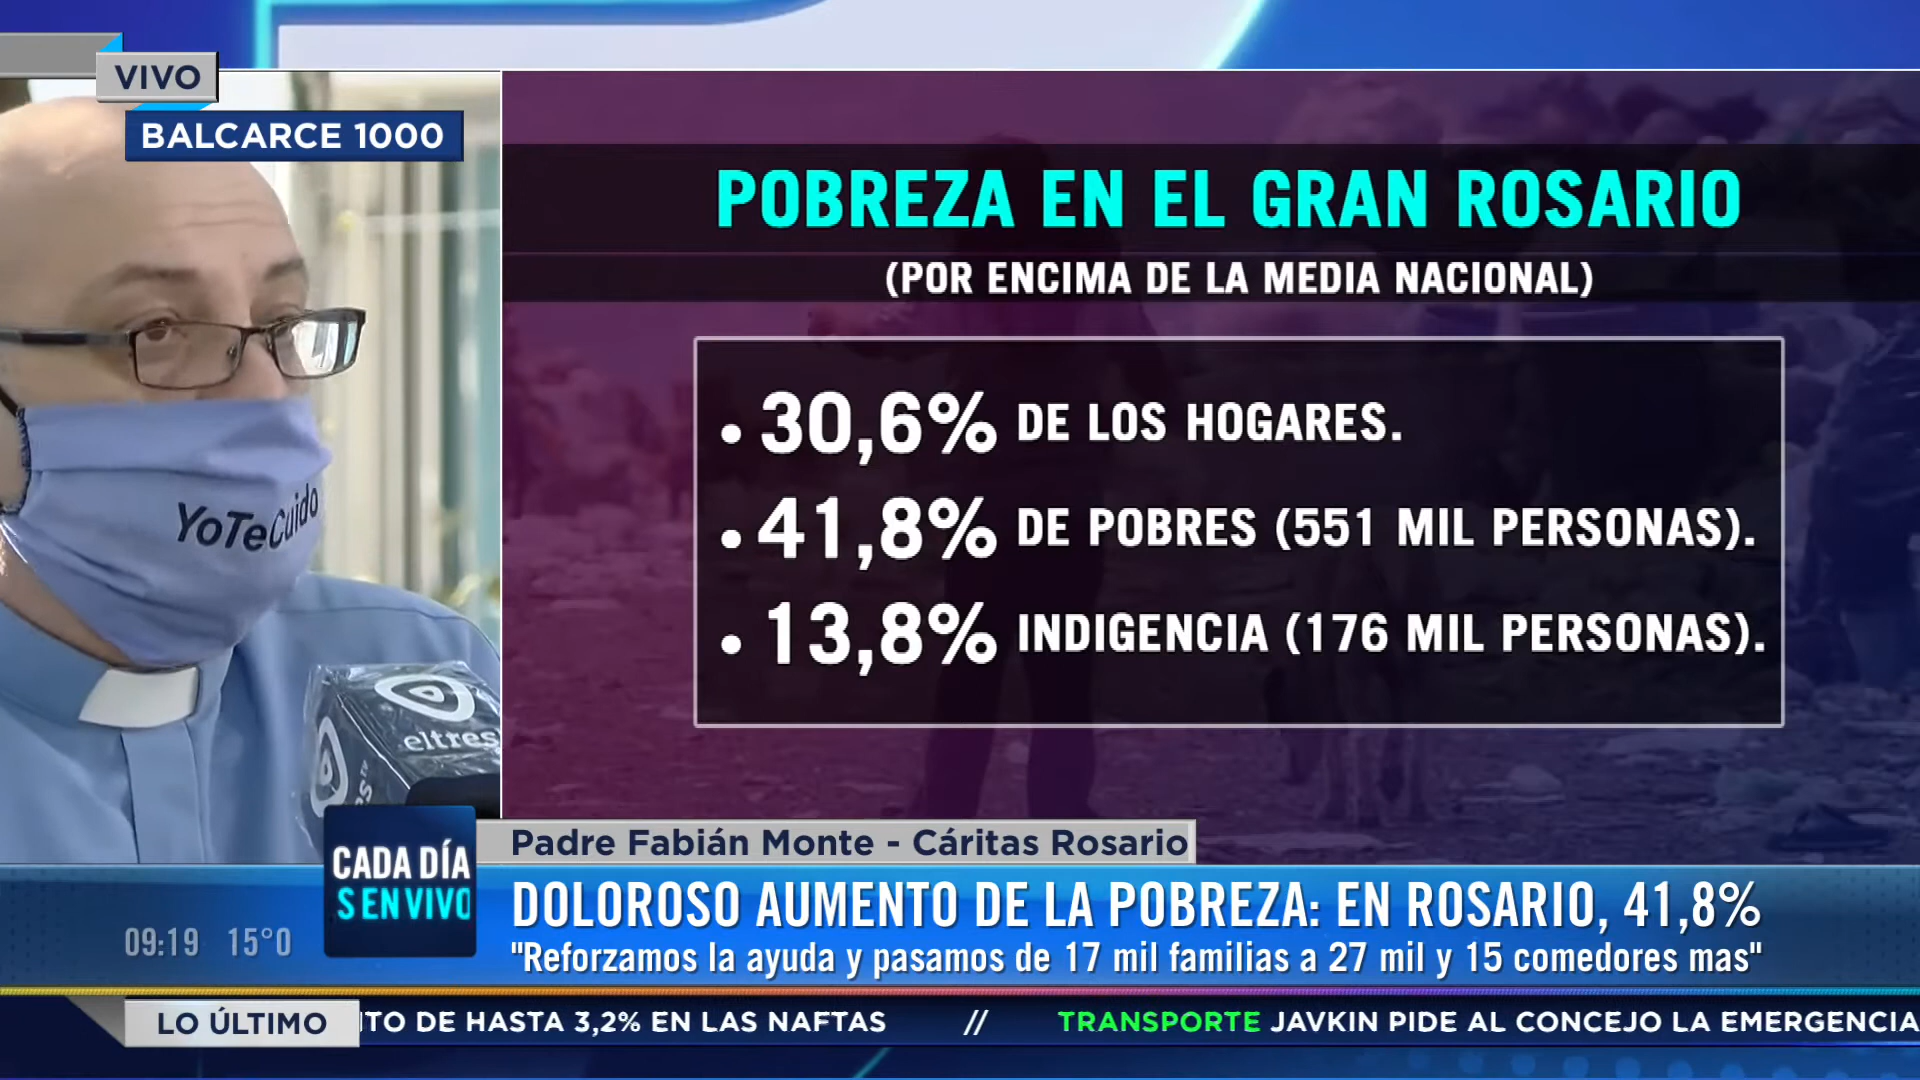 VIVO
BALCARCE 1000
POBREZA EN EL GRAN ROSARIO
(POR ENCIMA DE LA MEDIA NACIONAL)
• 30,6% DE LOS HOGARES.
• 41,8% DE POBRES (551 MIL PERSONAS).
• 13,8% INDIGENCIA (176 MIL PERSONAS).
YoTeCuido
eltres
Padre Fabián Monte - Cáritas Rosario
CADA DÍA
S EN VIVO
DOLOROSO AUMENTO DE LA POBREZA: EN ROSARIO, 41,8%
"Reforzamos la ayuda y pasamos de 17 mil familias a 27 mil y 15 comedores mas"
09:19 15°0
LO ÚLTIMO
TO DE HASTA 3,2% EN LAS NAFTAS // TRANSPORTE JAVKIN PIDE AL CONCEJO LA EMERGENCIA